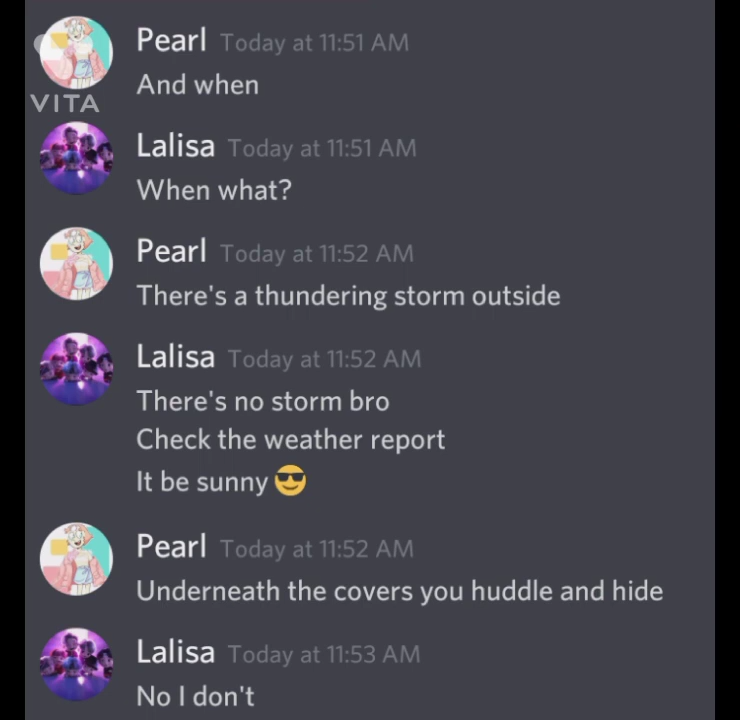 Pearl Today at 11:51 AM
And when
VITA
Lalisa Today at 11:51 AM
When what?
Pearl Today at 11:52 AM
There's a thundering storm outside
Lalisa Today at 11:52 AM
There's no storm bro
Check the weather report
It be sunny 😎
Pearl Today at 11:52 AM
Underneath the covers you huddle and hide
Lalisa Today at 11:53 AM
No I don't